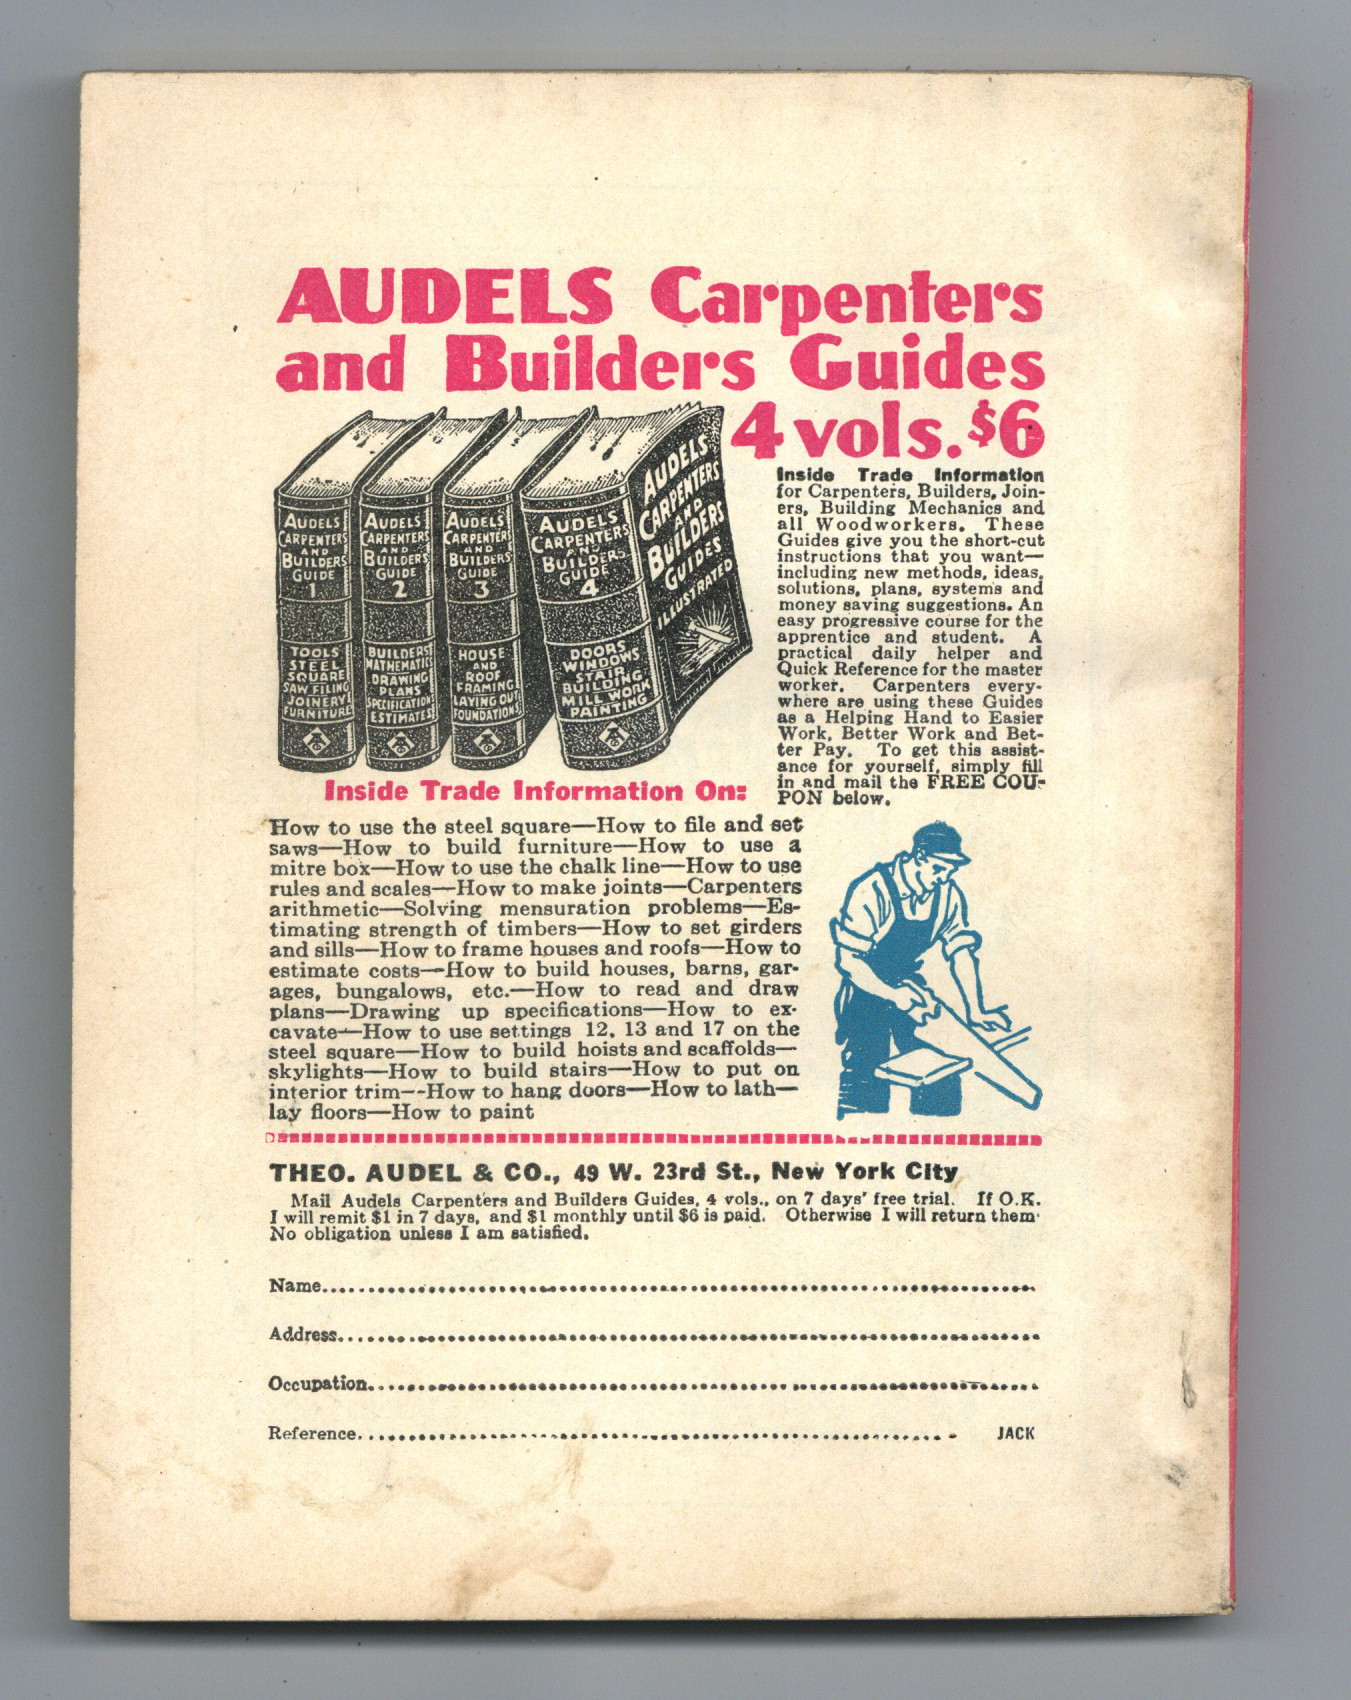 AUDELS Carpenters
and Builders Guides
4 vols. $6
AUDELS
CARPENTERS
AND
BUILDERS
GUIDE
1
TOOLS
STEEL
SQUARE
SAW FILING
JOINERY
FURNITURE
AUDELS
CARPENTERS
AND
BUILDERS
GUIDE
2
BUILDERS
MATHEMATICS
DRAWING
PLANS
SPECIFICATION
ESTIMATES
AUDELS
CARPENTERS
AND
BUILDERS
GUIDE
3
HOUSE
AND
ROOF
FRAMING
LAYING OUT
FOUNDATIONS
AUDELS
CARPENTERS
AND
BUILDERS
GUIDE
4
DOORS
WINDOWS
STAIR
BUILDING
MILL WORK
PAINTING
AUDELS
CARPENTERS
AND
BUILDERS
GUIDES
ILLUSTRATED
Inside Trade Information
for Carpenters, Builders, Join-
ers, Building Mechanics and
all Woodworkers. These
Guides give you the short-cut
instructions that you want—
including new methods, ideas,
solutions, plans, systems and
money saving suggestions. An
easy progressive course for the
apprentice and student. A
practical daily helper and
Quick Reference for the master
worker. Carpenters every-
where are using these Guides
as a Helping Hand to Easier
Work, Better Work and Bet-
ter Pay. To get this assist-
ance for yourself, simply fill
in and mail the FREE COU-
PON below.
Inside Trade Information On:
How to use the steel square—How to file and set
saws—How to build furniture—How to use a
mitre box—How to use the chalk line—How to use
rules and scales—How to make joints—Carpenters
arithmetic—Solving mensuration problems—Es-
timating strength of timbers—How to set girders
and sills—How to frame houses and roofs—How to
estimate costs—How to build houses, barns, gar-
ages, bungalows, etc.—How to read and draw
plans—Drawing up specifications—How to ex-
cavate—How to use settings 12, 13 and 17 on the
steel square—How to build hoists and scaffolds—
skylights—How to build stairs—How to put on
interior trim--How to hang doors—How to lath—
lay floors—How to paint
THEO. AUDEL & CO., 49 W. 23rd St., New York City
Mail Audels Carpenters and Builders Guides, 4 vols., on 7 days' free trial. If O.K.
I will remit $1 in 7 days, and $1 monthly until $6 is paid. Otherwise I will return them
No obligation unless I am satisfied.
Name
Address
Occupation
Reference JACK